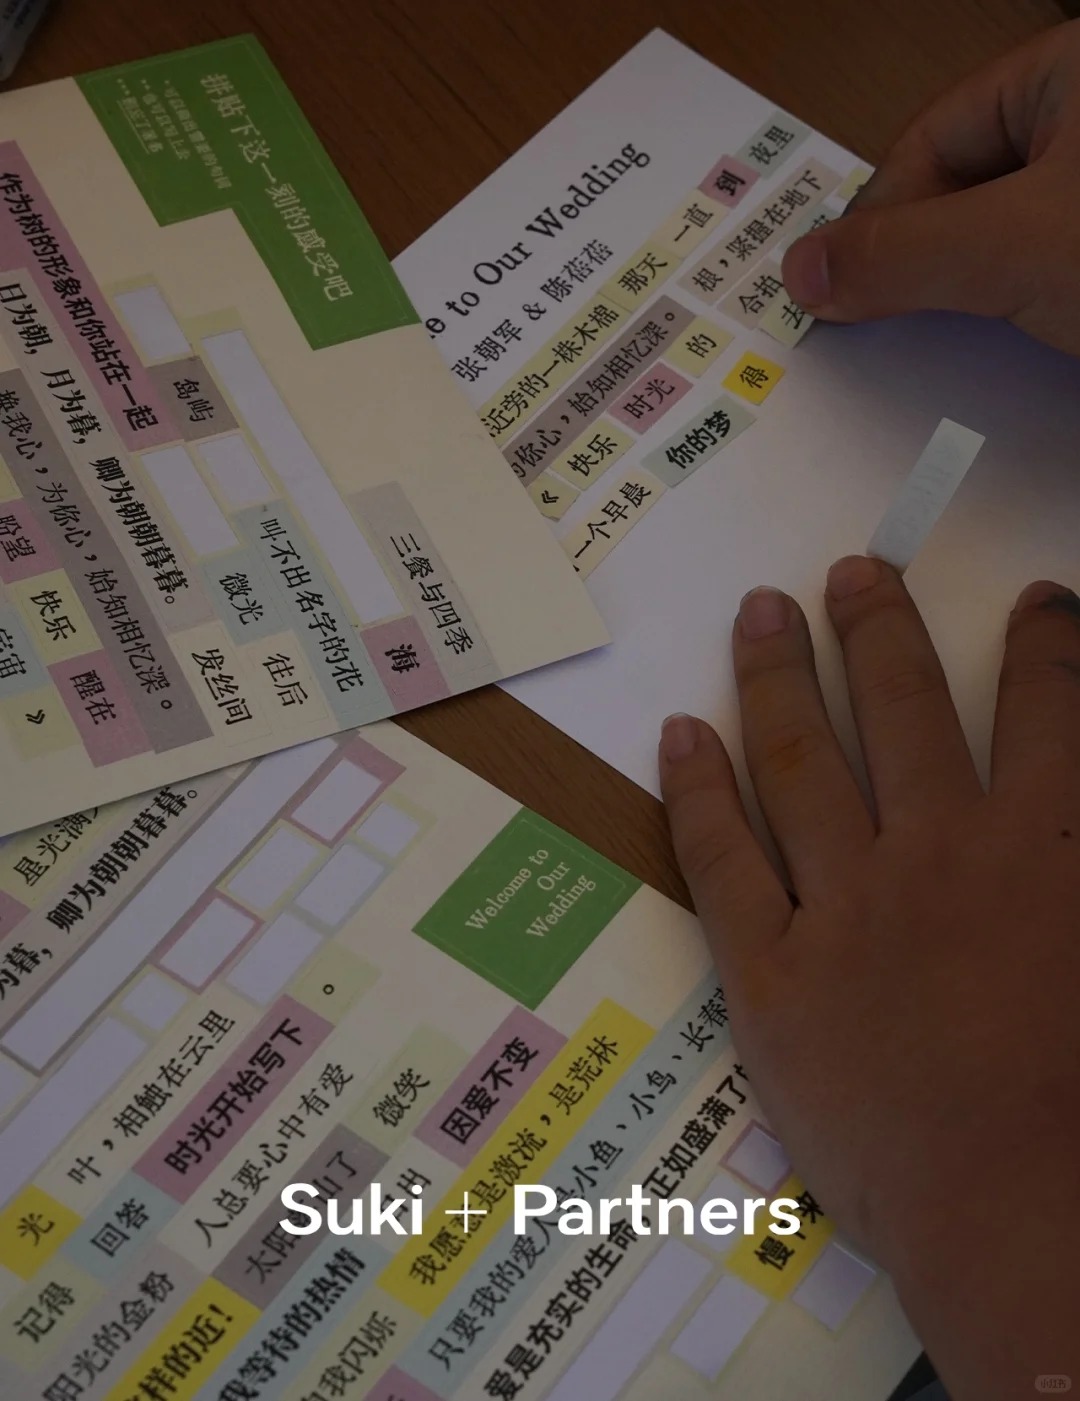 拼贴下这一刻的感受吧
作为树的形象和你站在一起
日为朝，月为暮，卿为朝朝暮暮。
换我心，为你心，始知相忆深。
盼望
快乐
醒在
宇宙
》
岛屿
微光
发丝间
叫不出名字的花
往后
三餐与四季
海
e to Our Wedding
张朝军 & 陈蓓蓓
近旁的一株木棉 那天 一直 到 夜里
为你心，始知相忆深。
根，紧握在地下
合拍
去
《 快乐 时光 的
一个早晨 你的梦 得
Welcome to
Our
Wedding
星光满
为暮，卿为朝朝暮暮。
叶，相触在云里
。
光 回答 时光开始写下
记得
人总要心中有爱
微笑
因爱不变
阳光的金粉
太阳 山了
出
我愿意是激流，是荒林
样的近！
我等待的热情
只要我的爱人是小鱼、小鸟、长春
我闪烁
爱是充实的生命，正如盛满了
慢 来
Suki + Partners
小红书